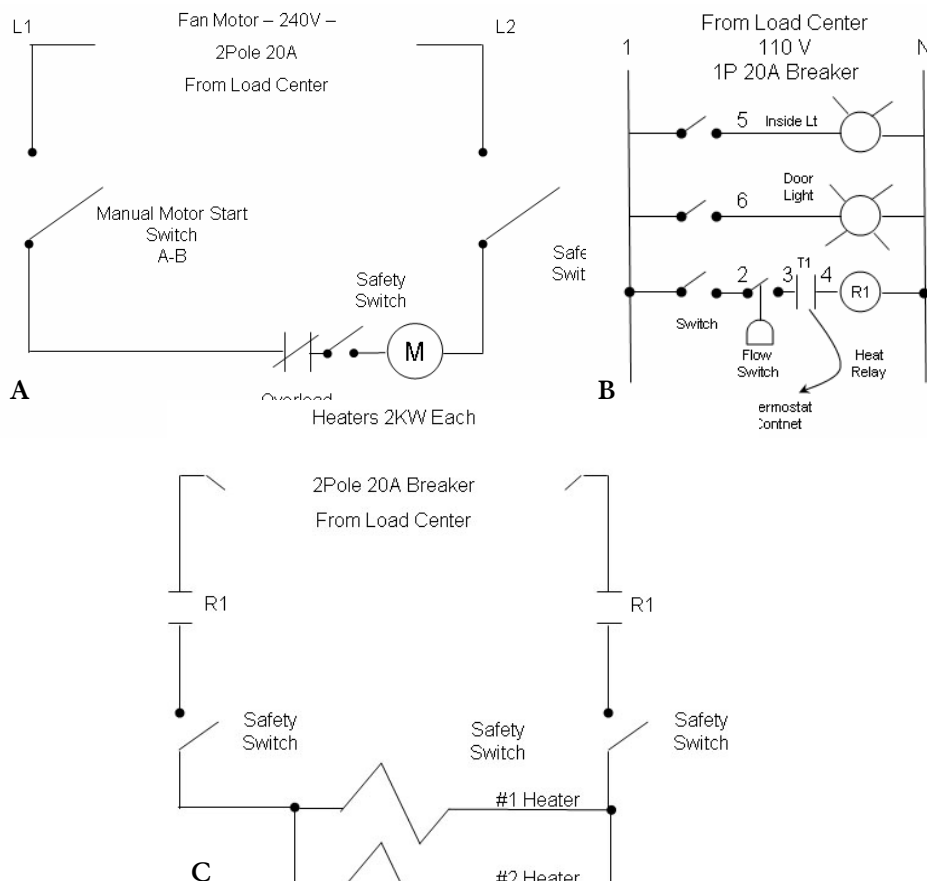 L1
Fan Motor – 240V –
2Pole 20A
From Load Center
L2
Manual Motor Start
Switch
A-B
Safety
Switch
M
A
From Load Center
110 V
1P 20A Breaker
1
N
5
Inside Lt
6
Door
Light
T1
2
3
4
R1
Switch
Flow
Switch
Heat
Relay
B
Heaters 2KW Each
2Pole 20A Breaker
From Load Center
R1
R1
Safety
Switch
Safety
Switch
Safety
Switch
#1 Heater
#2 Heater
C